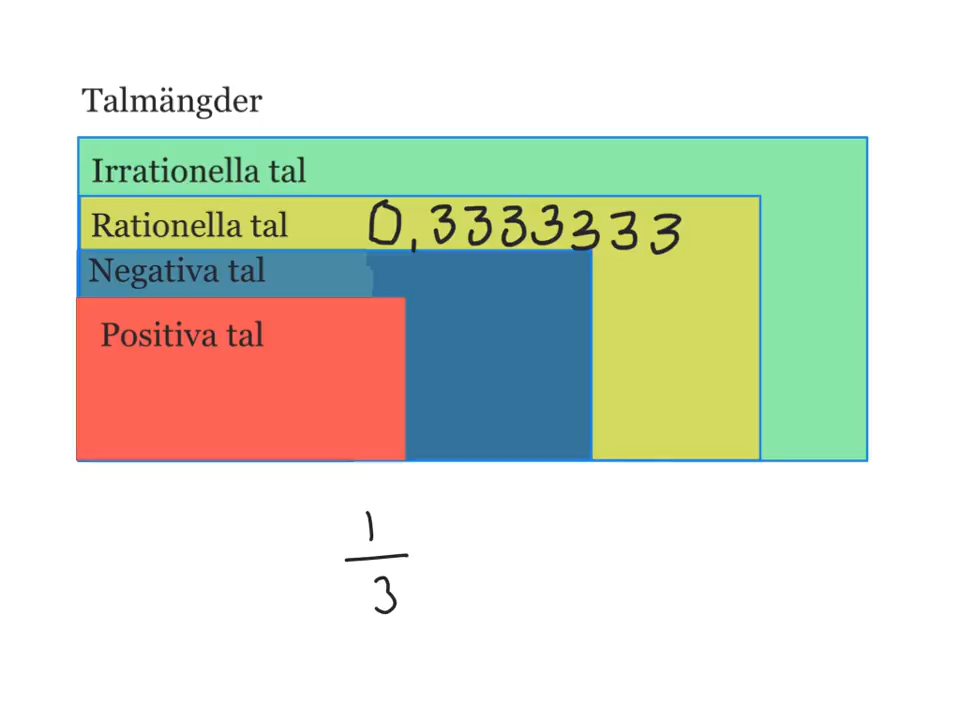 Talmängder
Irrationella tal
Rationella tal 0,3333333
Negativa tal
Positiva tal
1
3